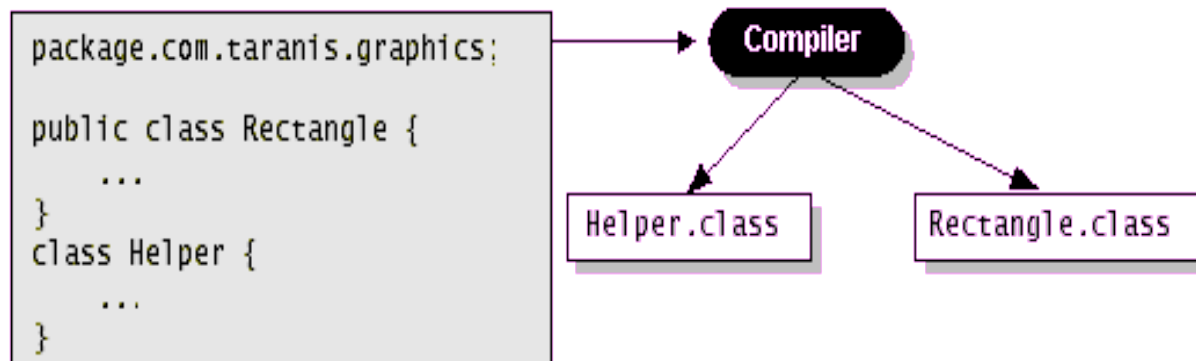 package.com.taranis.graphics;
public class Rectangle {
...
}
class Helper {
...
}
Compiler
Helper.class
Rectangle.class